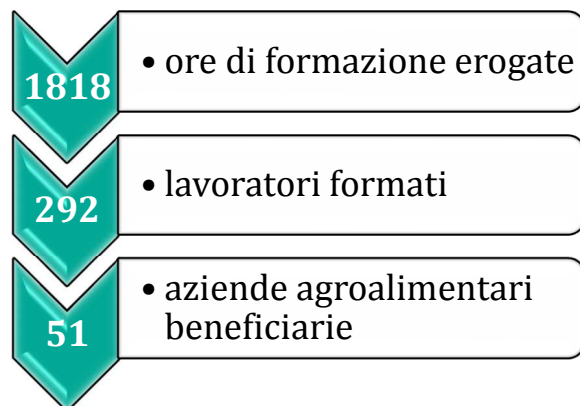 1818
• ore di formazione erogate
292
• lavoratori formati
51
• aziende agroalimentari
beneficiarie